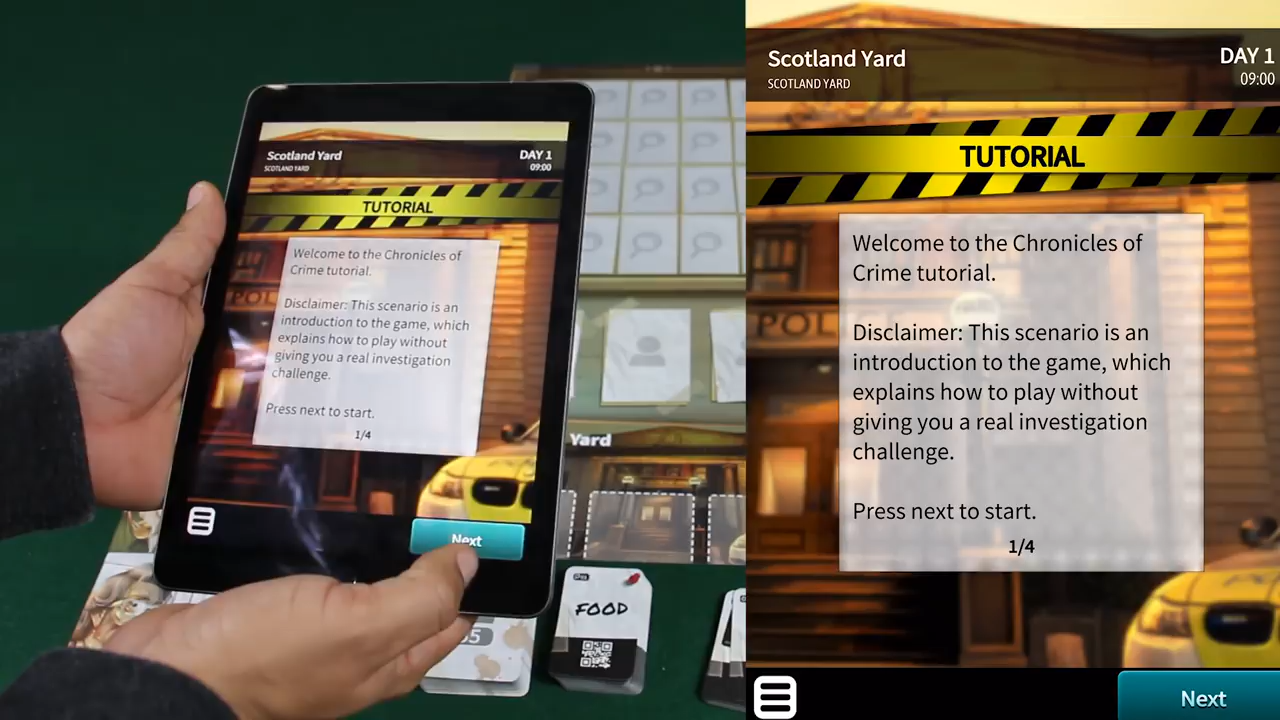 Scotland Yard
SCOTLAND YARD
DAY 1
09:00
TUTORIAL
Welcome to the Chronicles of
Crime tutorial.
Disclaimer: This scenario is an
introduction to the game, which
explains how to play without
giving you a real investigation
challenge.
Press next to start.
1/4
Next
Yard
FOOD
Scotland Yard
SCOTLAND YARD
DAY 1
09:00
TUTORIAL
POLIC
Welcome to the Chronicles of
Crime tutorial.
Disclaimer: This scenario is an
introduction to the game, which
explains how to play without
giving you a real investigation
challenge.
Press next to start.
1/4
Next